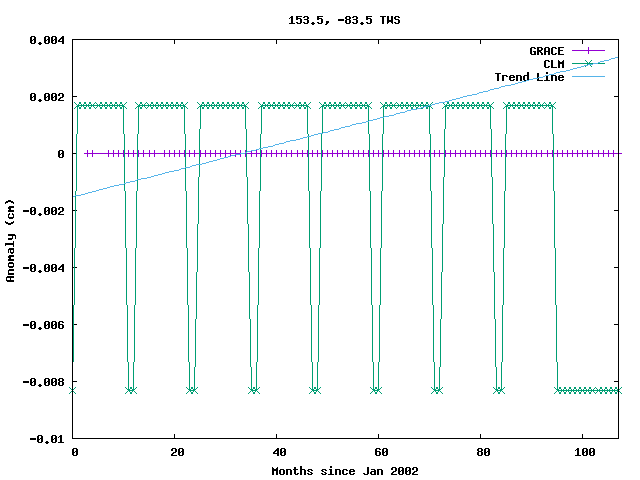 153.5, -83.5 TWS
GRACE
CLM
Trend Line
0.004
0.002
0
-0.002
-0.004
-0.006
-0.008
-0.01
Anomaly (cm)
0 20 40 60 80 100
Months since Jan 2002